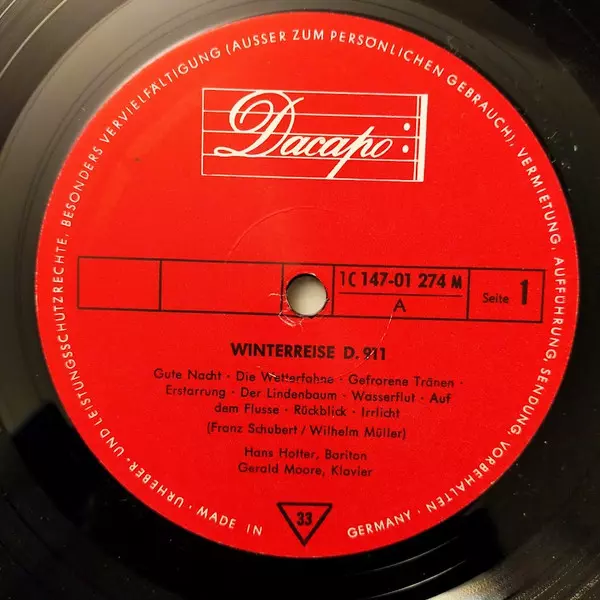 URHEBER- UND LEISTUNGSSCHUTZRECHTE, BESONDERS VERVIELFÄLTIGUNG (AUSSER ZUM PERSÖNLICHEN GEBRAUCH), VERMIETUNG, AUFFÜHRUNG, SENDUNG, VORBEHALTEN · GERMANY · MADE IN
Dacapo
1C 147-01 274 M
A
Seite 1
WINTERREISE D. 911
Gute Nacht · Die Wetterfahne · Gefrarene Tränen ·
Erstarrung · Der Lindenbaum · Wasserflut · Auf
dem Flusse · Rückblick · Irrlicht
(Franz Schubert / Wilhelm Müller)
Hans Hotter, Bariton
Gerald Moore, Klavier
33